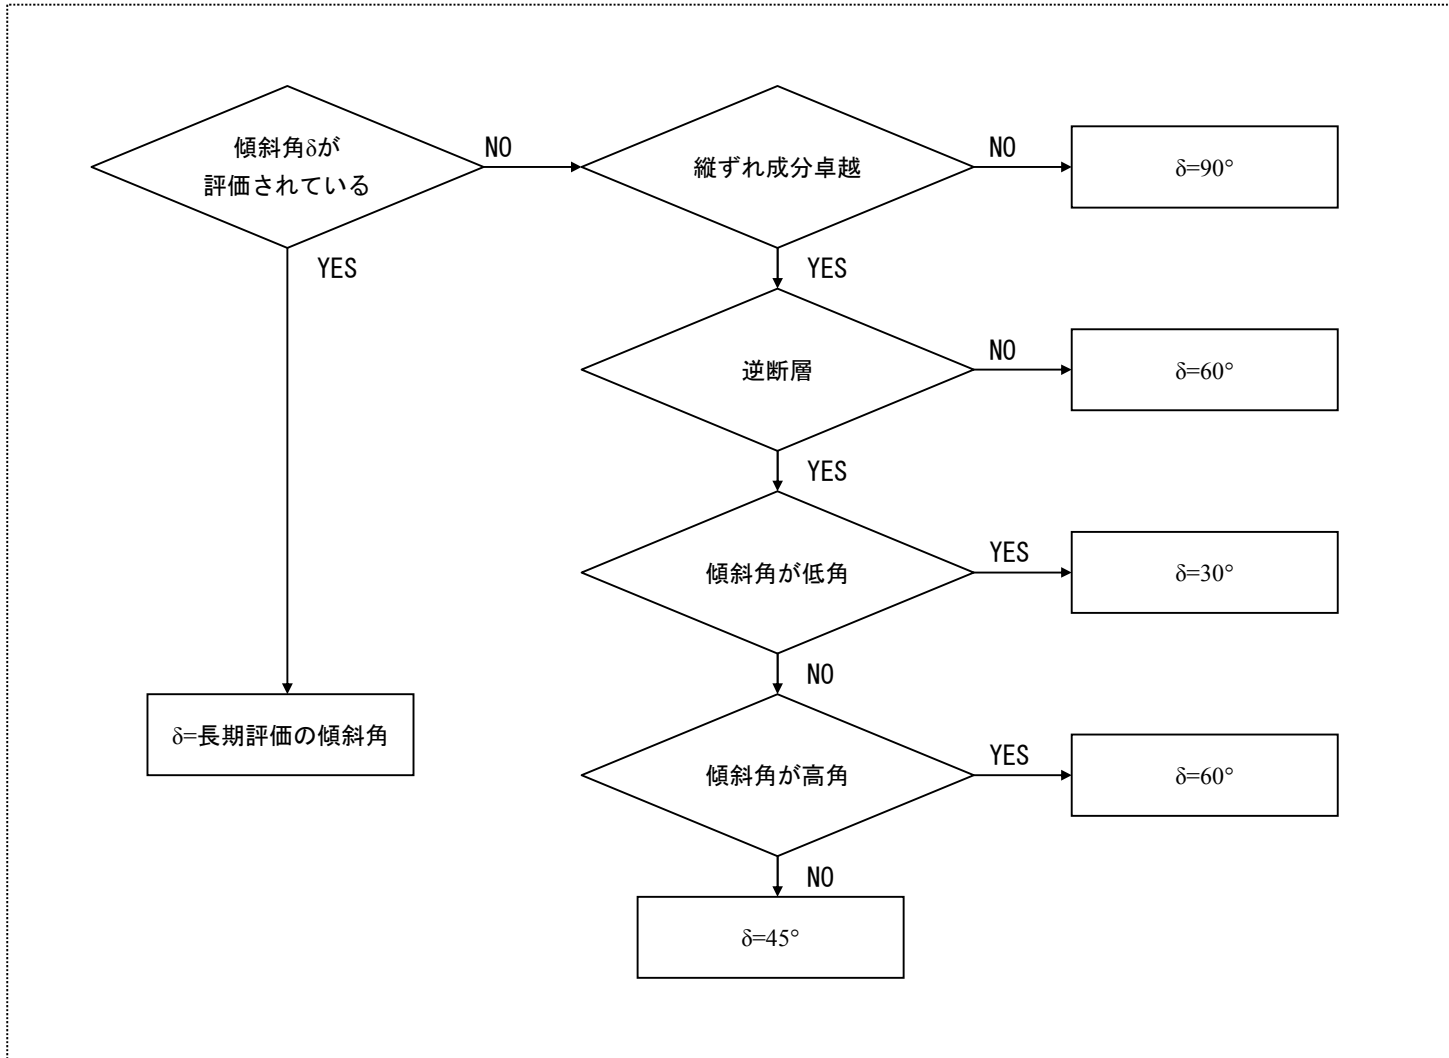 傾斜角δが
評価されている
NO
縦ずれ成分卓越
NO
δ=90°
YES
YES
逆断層
NO
δ=60°
YES
傾斜角が低角
YES
δ=30°
NO
δ=長期評価の傾斜角
傾斜角が高角
YES
δ=60°
NO
δ=45°